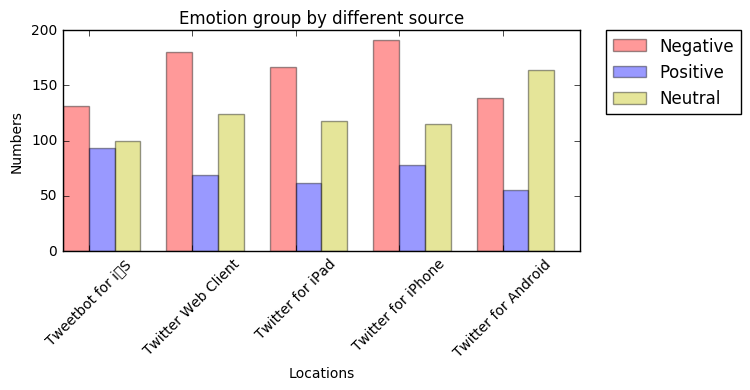 Emotion group by different source
Negative
Positive
Neutral
Numbers
200
150
100
50
0
Tweetbot for i▯S
Twitter Web Client
Twitter for iPad
Twitter for iPhone
Twitter for Android
Locations